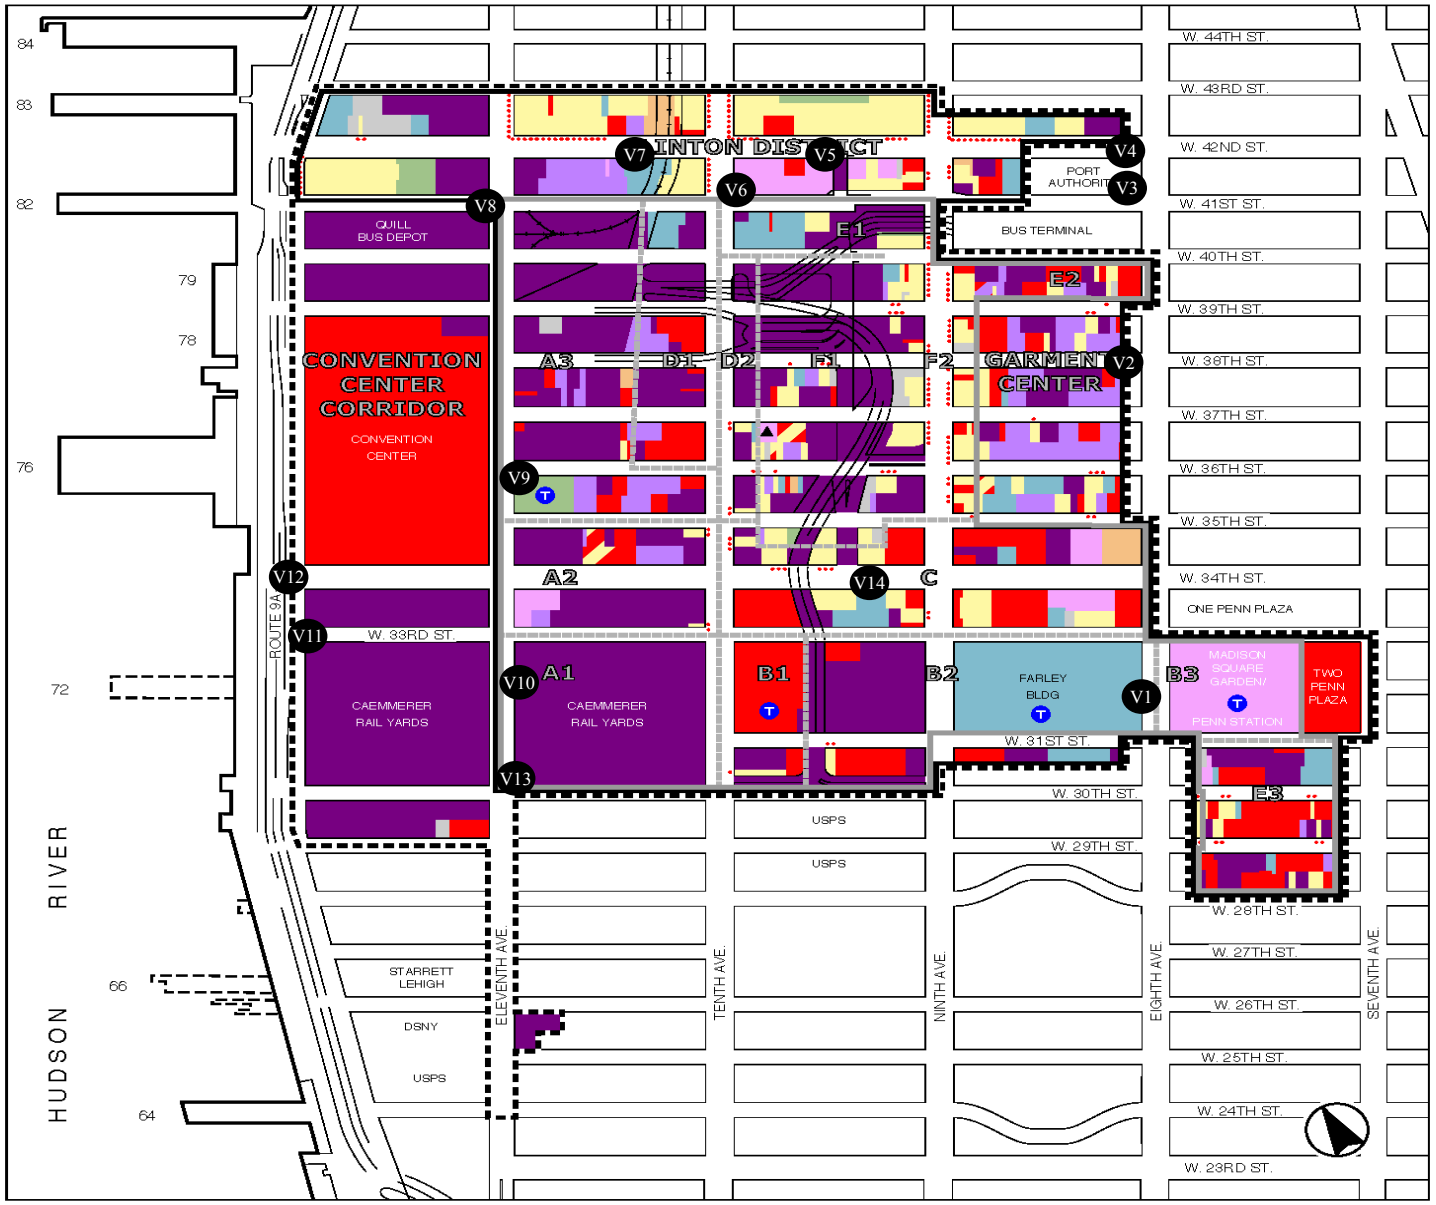 W. 44TH ST.
84
W. 43RD ST.
83
V7
INTON DISTRICT
V5
V4
W. 42ND ST.
PORT
AUTHORIT
V6
V3
82
V8
W. 41ST ST.
QUILL
BUS DEPOT
E1
BUS TERMINAL
W. 40TH ST.
79
E2
W. 39TH ST.
78
CONVENTION
CENTER
CORRIDOR
A3
D1
D2
F1
F2
GARMENT
CENTER
V2
W. 38TH ST.
W. 37TH ST.
CONVENTION
CENTER
76
V9
T
W. 36TH ST.
W. 35TH ST.
V12
A2
V14
C
W. 34TH ST.
ROUTE 9A
V11
W. 33RD ST.
ONE PENN PLAZA
72
CAEMMERER
RAIL YARDS
V10
A1
CAEMMERER
RAIL YARDS
B1
T
B2
FARLEY
BLDG
T
V1
B3
MADISON
SQUARE
GARDEN/
T
PENN STATION
TWO
PENN
PLAZA
W. 31ST ST.
V13
E3
W. 30TH ST.
USPS
W. 29TH ST.
USPS
W. 28TH ST.
W. 27TH ST.
STARRETT
LEHIGH
66
W. 26TH ST.
DSNY
W. 25TH ST.
USPS
64
W. 24TH ST.
W. 23RD ST.
HUDSON RIVER
ELEVENTH AVE.
TENTH AVE.
NINTH AVE.
EIGHTH AVE.
SEVENTH AVE.